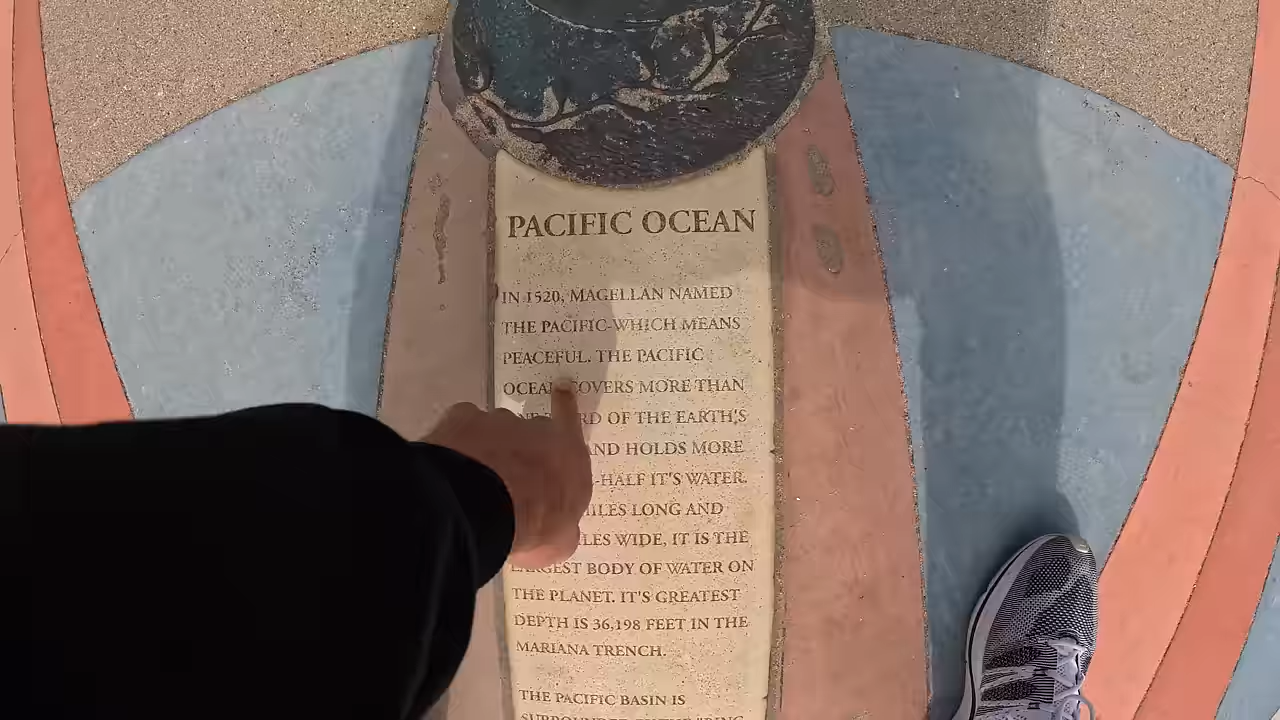 PACIFIC OCEAN
IN 1520, MAGELLAN NAMED
THE PACIFIC-WHICH MEANS
PEACEFUL. THE PACIFIC
OCEAN COVERS MORE THAN
OF THE EARTH'S
AND HOLDS MORE
-HALF IT'S WATER.
MILES LONG AND
WIDE, IT IS THE
LARGEST BODY OF WATER ON
THE PLANET. IT'S GREATEST
DEPTH IS 36,198 FEET IN THE
MARIANA TRENCH.
THE PACIFIC BASIN IS